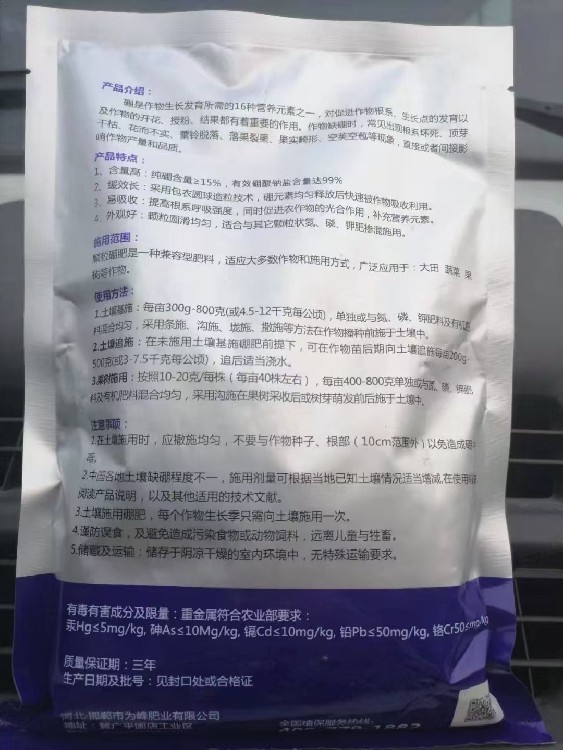 产品介绍：
硼是作物生长发育所需的16种营养元素之一，对促进作物根系、生长点的发育以
及作物的开花、授粉、结果都有着重要的作用。作物缺硼时，常见出现根系坏死、顶芽
干枯、花而不实、蕾铃脱落、落果裂果、果实畸形、空荚空苞等现象，直接或者间接影
响作物产量和品质。
产品特点：
1、含量高：纯硼含量≥15%，有效硼酸钠盐含量达99%
2、缓效长：采用包衣圆球造粒技术，硼元素均匀释放后快速被作物吸收利用。
3、易吸收：提高根系呼吸强度，同时促进农作物的光合作用，补充营养元素。
4、外观好：颗粒圆滑均匀，适合与其它颗粒状氮、磷、钾肥掺混施用。
施用范围：
颗粒硼肥是一种兼容型肥料，适应大多数作物和施用方式，广泛应用于：大田 蔬菜 果
树等作物。
使用方法：
1.土壤基施：每亩300g-800克(或4.5-12千克每公顷)，单独或与氮、磷、钾肥料及有机
料混合均匀，采用条施、沟施、垅施、撒施等方法在作物接种前施于土壤中。
2.土壤追施：在未施用土壤基施硼肥前提下，可在作物苗后期向土壤追施每亩200g-
500克(或3-7.5千克每公顷)，追后适当浇水。
3.果树施用：按照10-20克/每株（每亩40株左右），每亩400-800克单独或与氮、磷、钾肥
料及有机肥料混合均匀，采用沟施在果树采收后或树芽萌发前后施于土壤中。
注意事项：
1.在土壤施用时，应撒施均匀，不要与作物种子、根部（10cm范围外)以免造成硼
2.中国各地土壤缺硼程度不一，施用剂量可根据当地已知土壤情况适当增减,在使用
阅读产品说明，以及其他适用的技术文献。
3.土壤施用硼肥，每个作物生长季只需向土壤施用一次。
4.谨防误食，及避免造成污染食物或动物饲料，远离儿童与牲畜。
5.储藏及运输：储存于阴凉干燥的室内环境中，无特殊运输要求。
有毒有害成分及限量：重金属符合农业部要求：
汞Hg≤5mg/kg, 砷As≤10Mg/kg, 镉Cd≤10mg/kg, 铅Pb≤50mg/kg, 铬Cr50≤mg/kg
质量保证期：三年
生产日期及批号：见封口处或合格证
河北·邯郸市为峰肥业有限公司
全国植保服务热线：